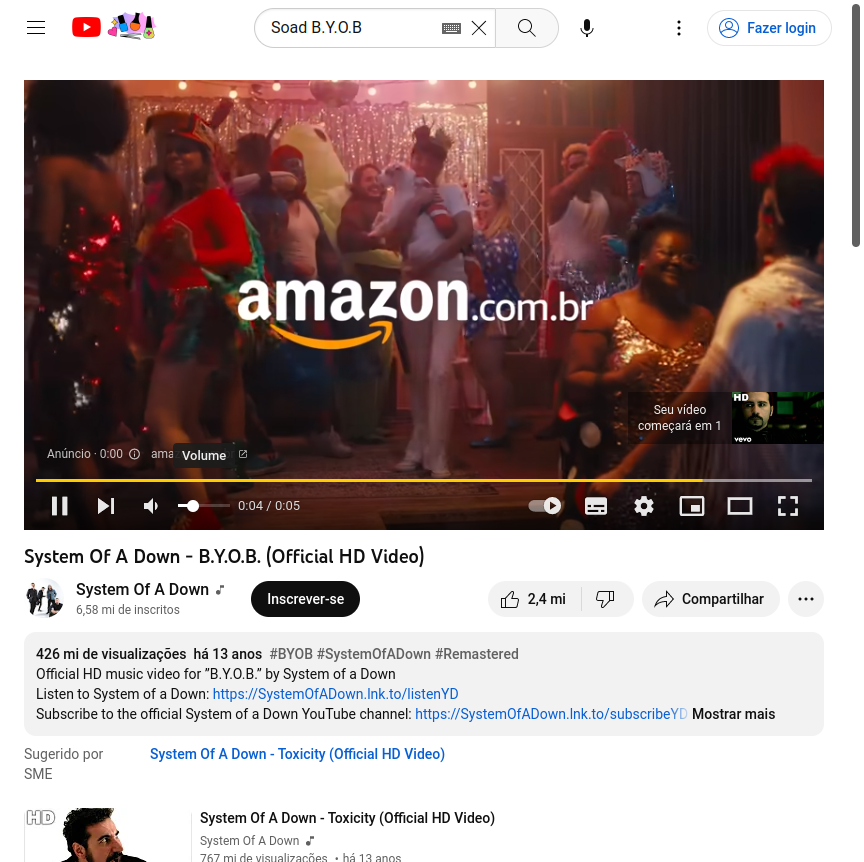 Soad B.Y.O.B
Fazer login
amazon.com.br
Seu vídeo
começará em 1
HD
vevo
Anúncio · 0:00
ama
Volume
0:04 / 0:05
System Of A Down - B.Y.O.B. (Official HD Video)
System Of A Down
6,58 mi de inscritos
Inscrever-se
2,4 mi
Compartilhar
426 mi de visualizações há 13 anos #BYOB #SystemOfADown #Remastered
Official HD music video for ”B.Y.O.B.” by System of a Down
Listen to System of a Down: https://SystemOfADown.lnk.to/listenYD
Subscribe to the official System of a Down YouTube channel: https://SystemOfADown.lnk.to/subscribeYD Mostrar mais
Sugerido por
SME
System Of A Down - Toxicity (Official HD Video)
HD
System Of A Down - Toxicity (Official HD Video)
System Of A Down
767 mi de visualizações • há 13 anos